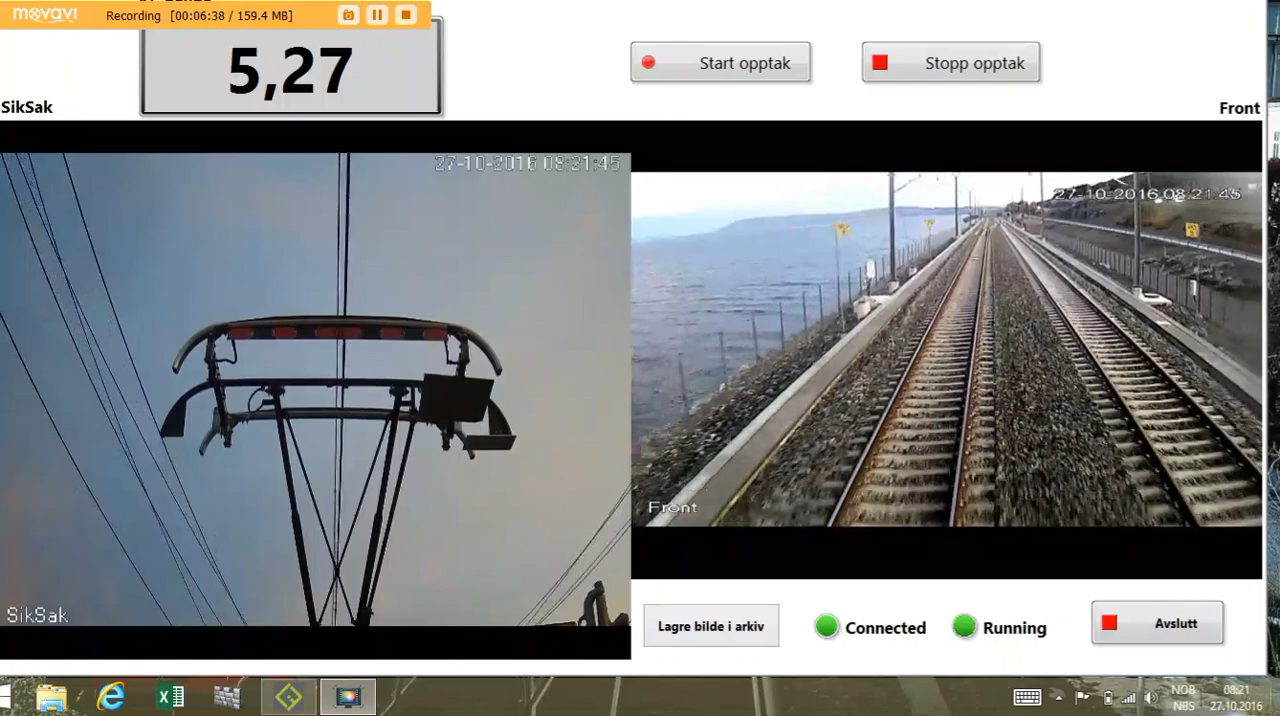 movavi
Recording [00:06:38 / 159.4 MB]
5,27
Start opptak
Stopp opptak
SikSak
Front
27-10-2016 08:21:45
27-10-2016 08:21:45
Front
SikSak
Lagre bilde i arkiv
Connected
Running
Avslutt
NOB
08:21
NBS
27.10.2016